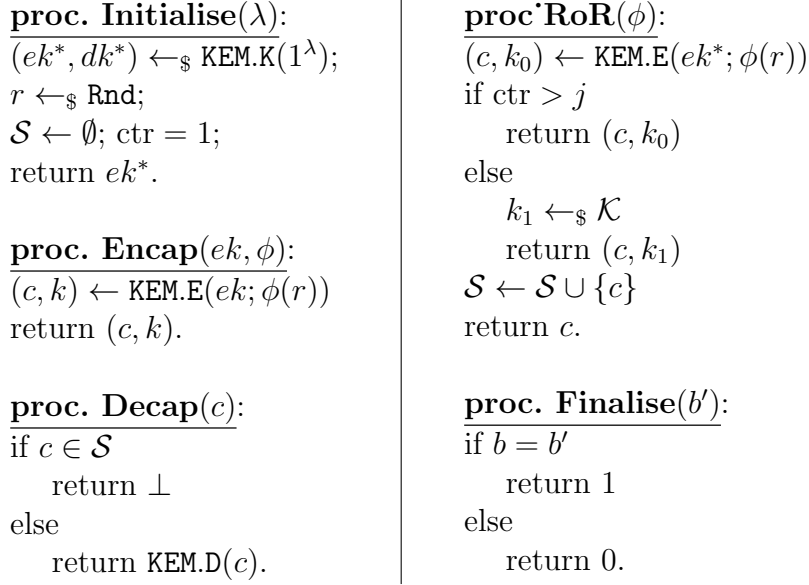 proc. Initialise(λ):
(ek*, dk*) ←$ KEM.K(1^λ);
r ←$ Rnd;
𝒮 ← ∅; ctr = 1;
return ek*.
proc. Encap(ek, ϕ):
(c, k) ← KEM.E(ek; ϕ(r))
return (c, k).
proc. Decap(c):
if c ∈ 𝒮
return ⊥
else
return KEM.D(c).
proc˙RoR(ϕ):
(c, k₀) ← KEM.E(ek*; ϕ(r))
if ctr > j
return (c, k₀)
else
k₁ ←$ 𝒦
return (c, k₁)
𝒮 ← 𝒮 ∪ {c}
return c.
proc. Finalise(b′):
if b = b′
return 1
else
return 0.